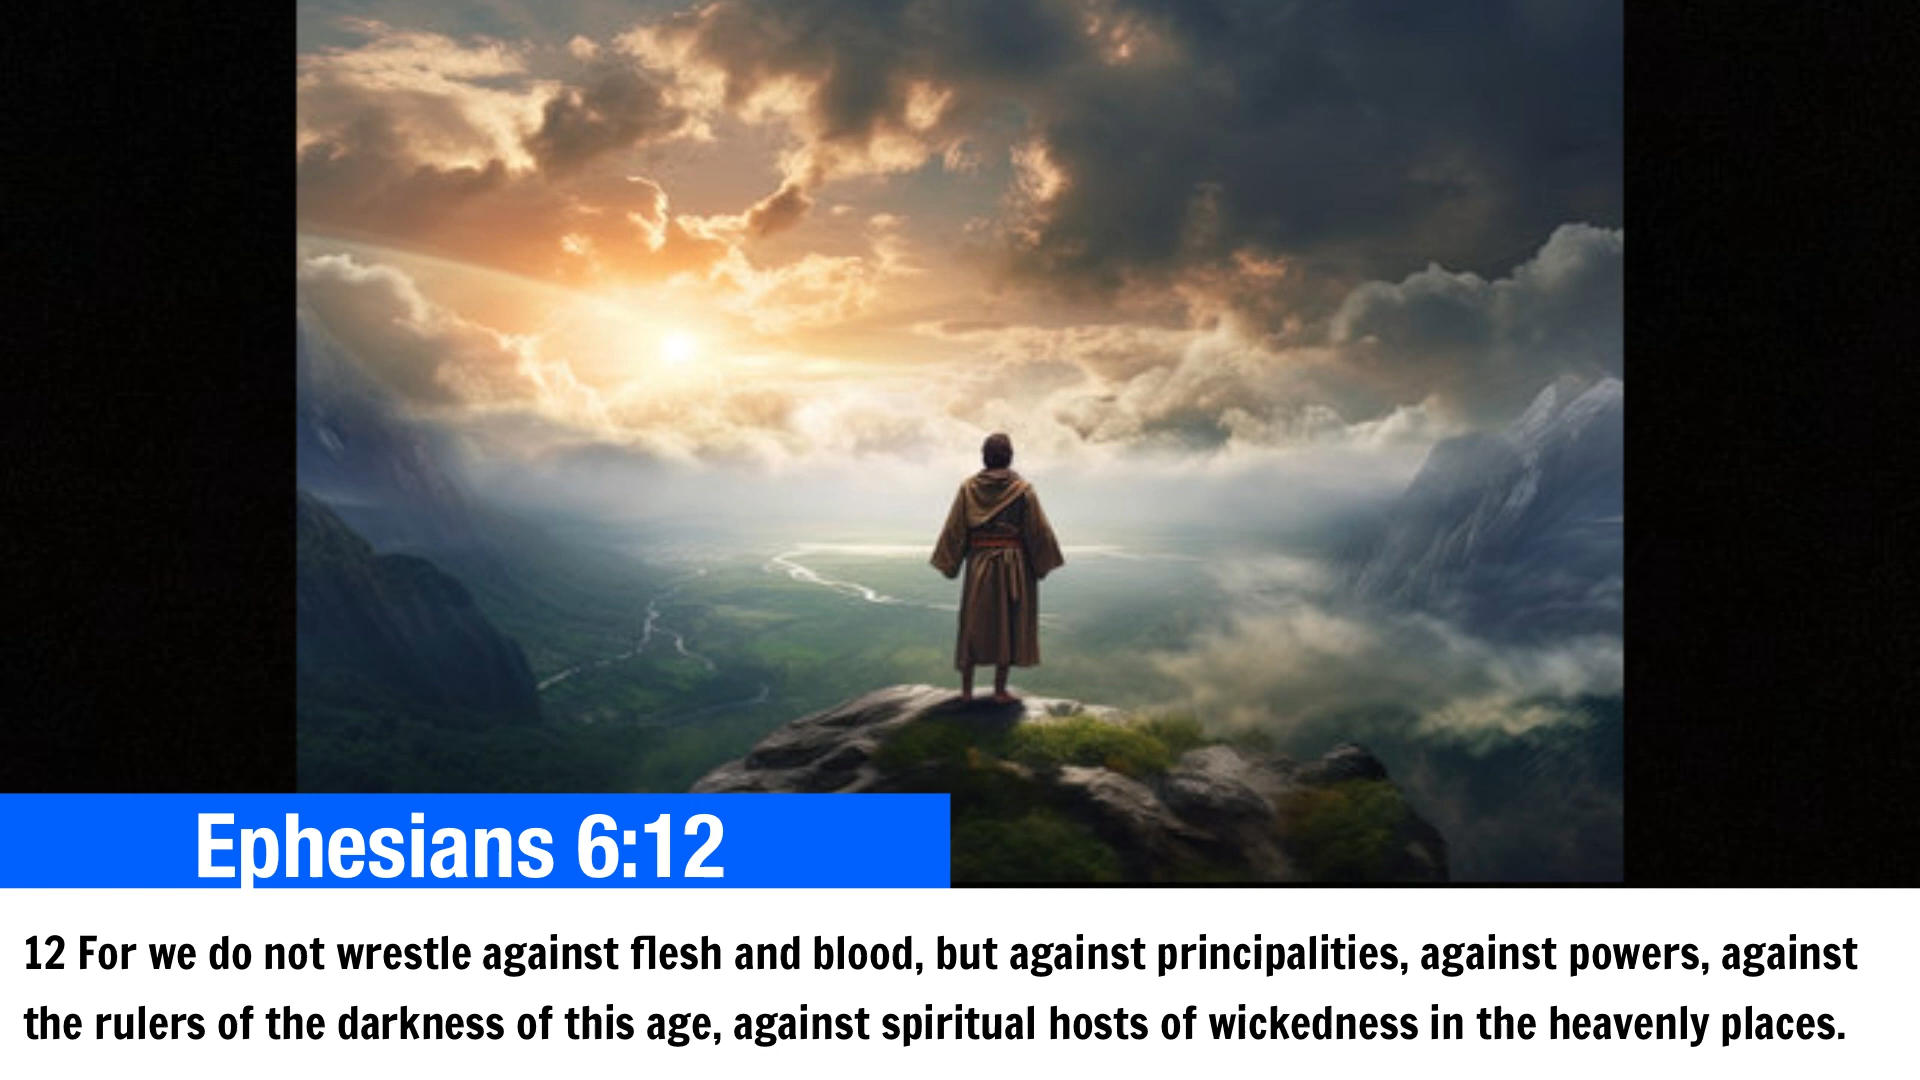 Ephesians 6:12
12 For we do not wrestle against flesh and blood, but against principalities, against powers, against
the rulers of the darkness of this age, against spiritual hosts of wickedness in the heavenly places.